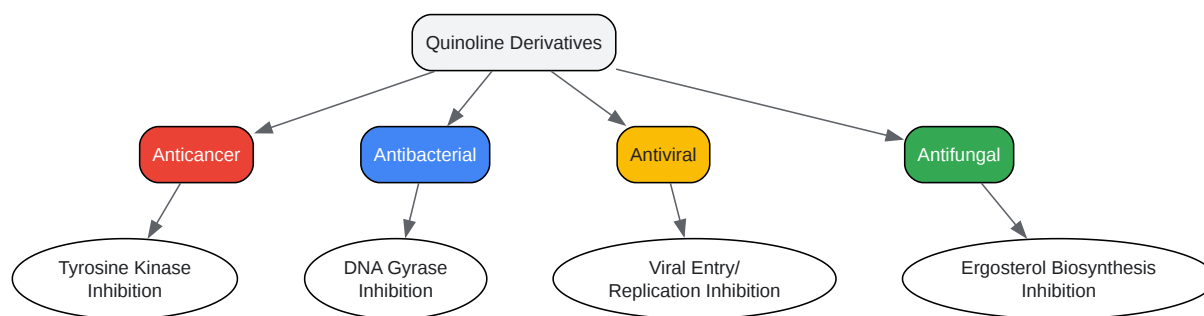 Quinoline Derivatives
Anticancer
Antibacterial
Antiviral
Antifungal
Tyrosine Kinase
Inhibition
DNA Gyrase
Inhibition
Viral Entry/
Replication Inhibition
Ergosterol Biosynthesis
Inhibition